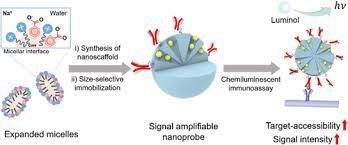 Na⁺
Water
Micellar interface
Expanded micelles
i) Synthesis of
nanoscaffold
ii) Size-selective
immobilization
Signal amplifiable
nanoprobe
Chemiluminescent
immunoassay
Luminol
hν
Target-accessibility
Signal intensity